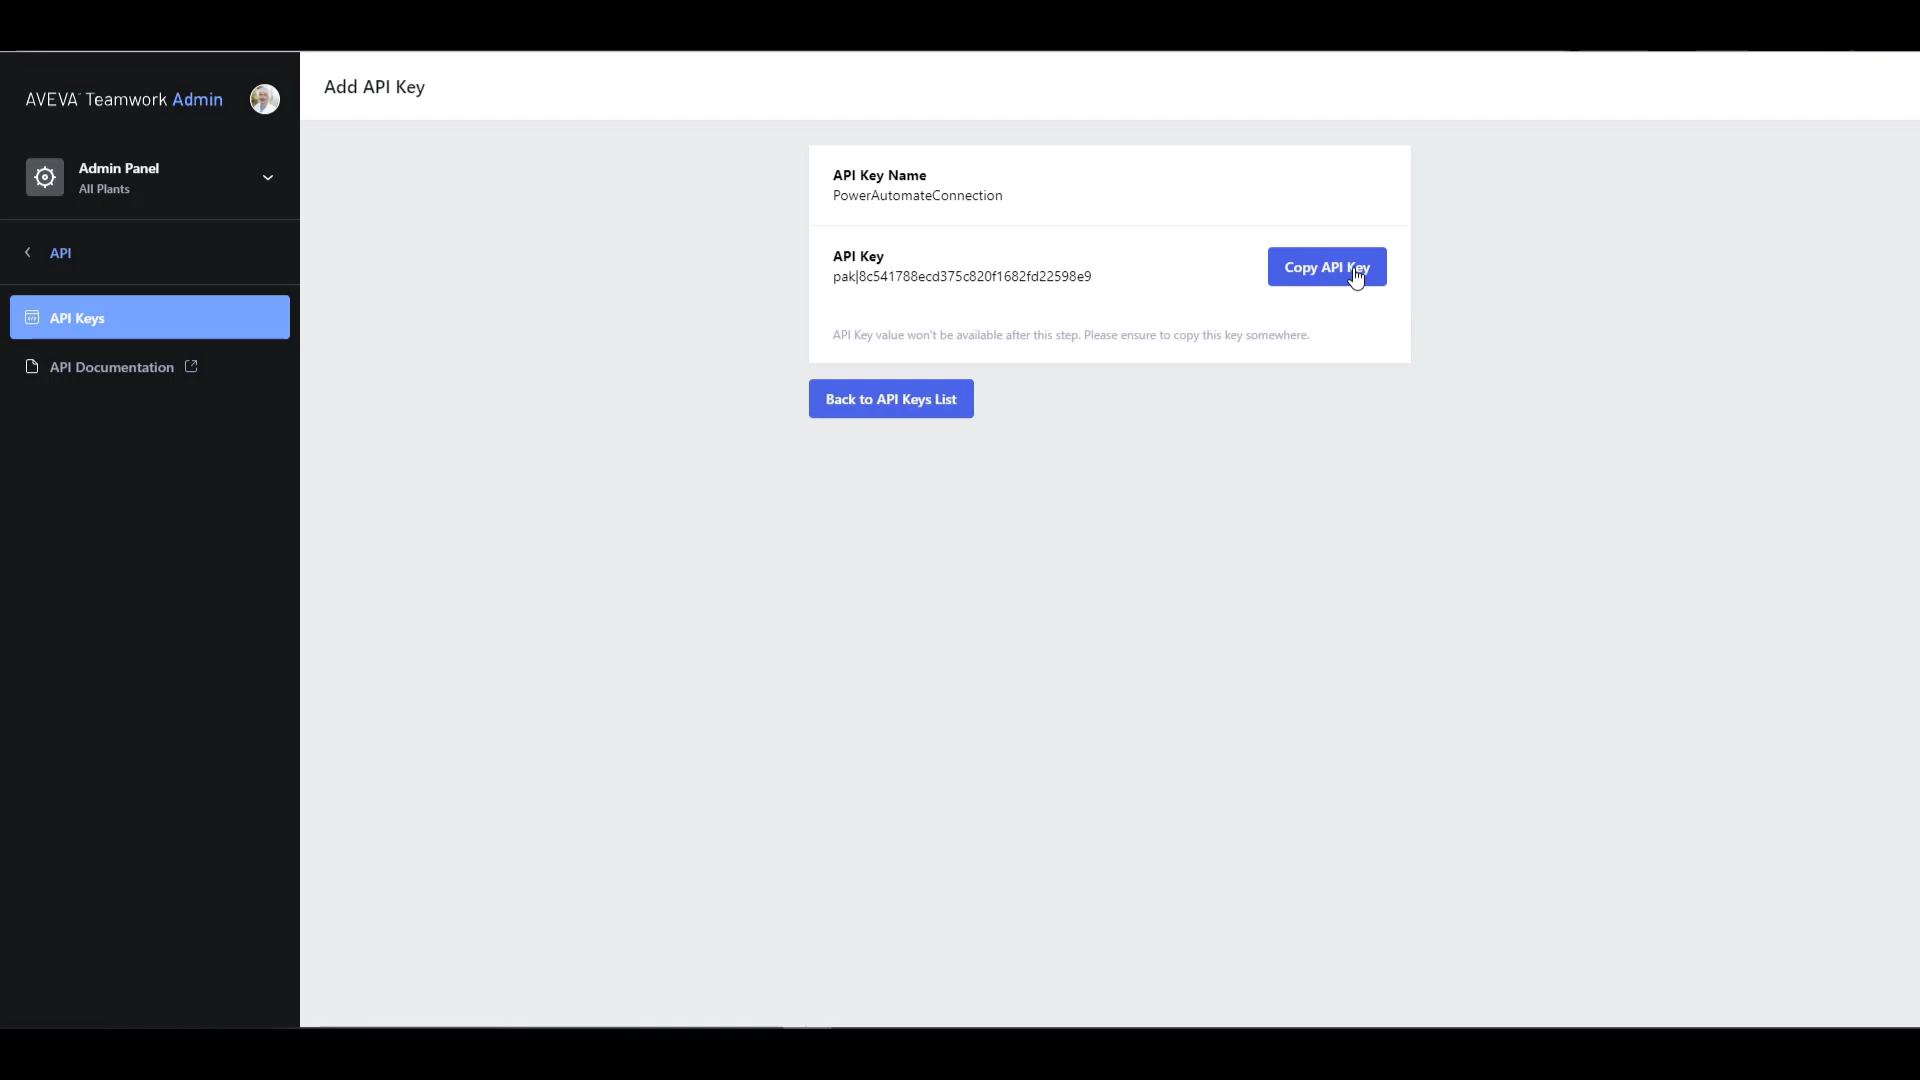 AVEVA™ Teamwork Admin
Admin Panel
All Plants
API
API Keys
API Documentation
Add API Key
API Key Name
PowerAutomateConnection
API Key
pak|8c541788ecd375c820f1682fd22598e9
Copy API Key
API Key value won't be available after this step. Please ensure to copy this key somewhere.
Back to API Keys List